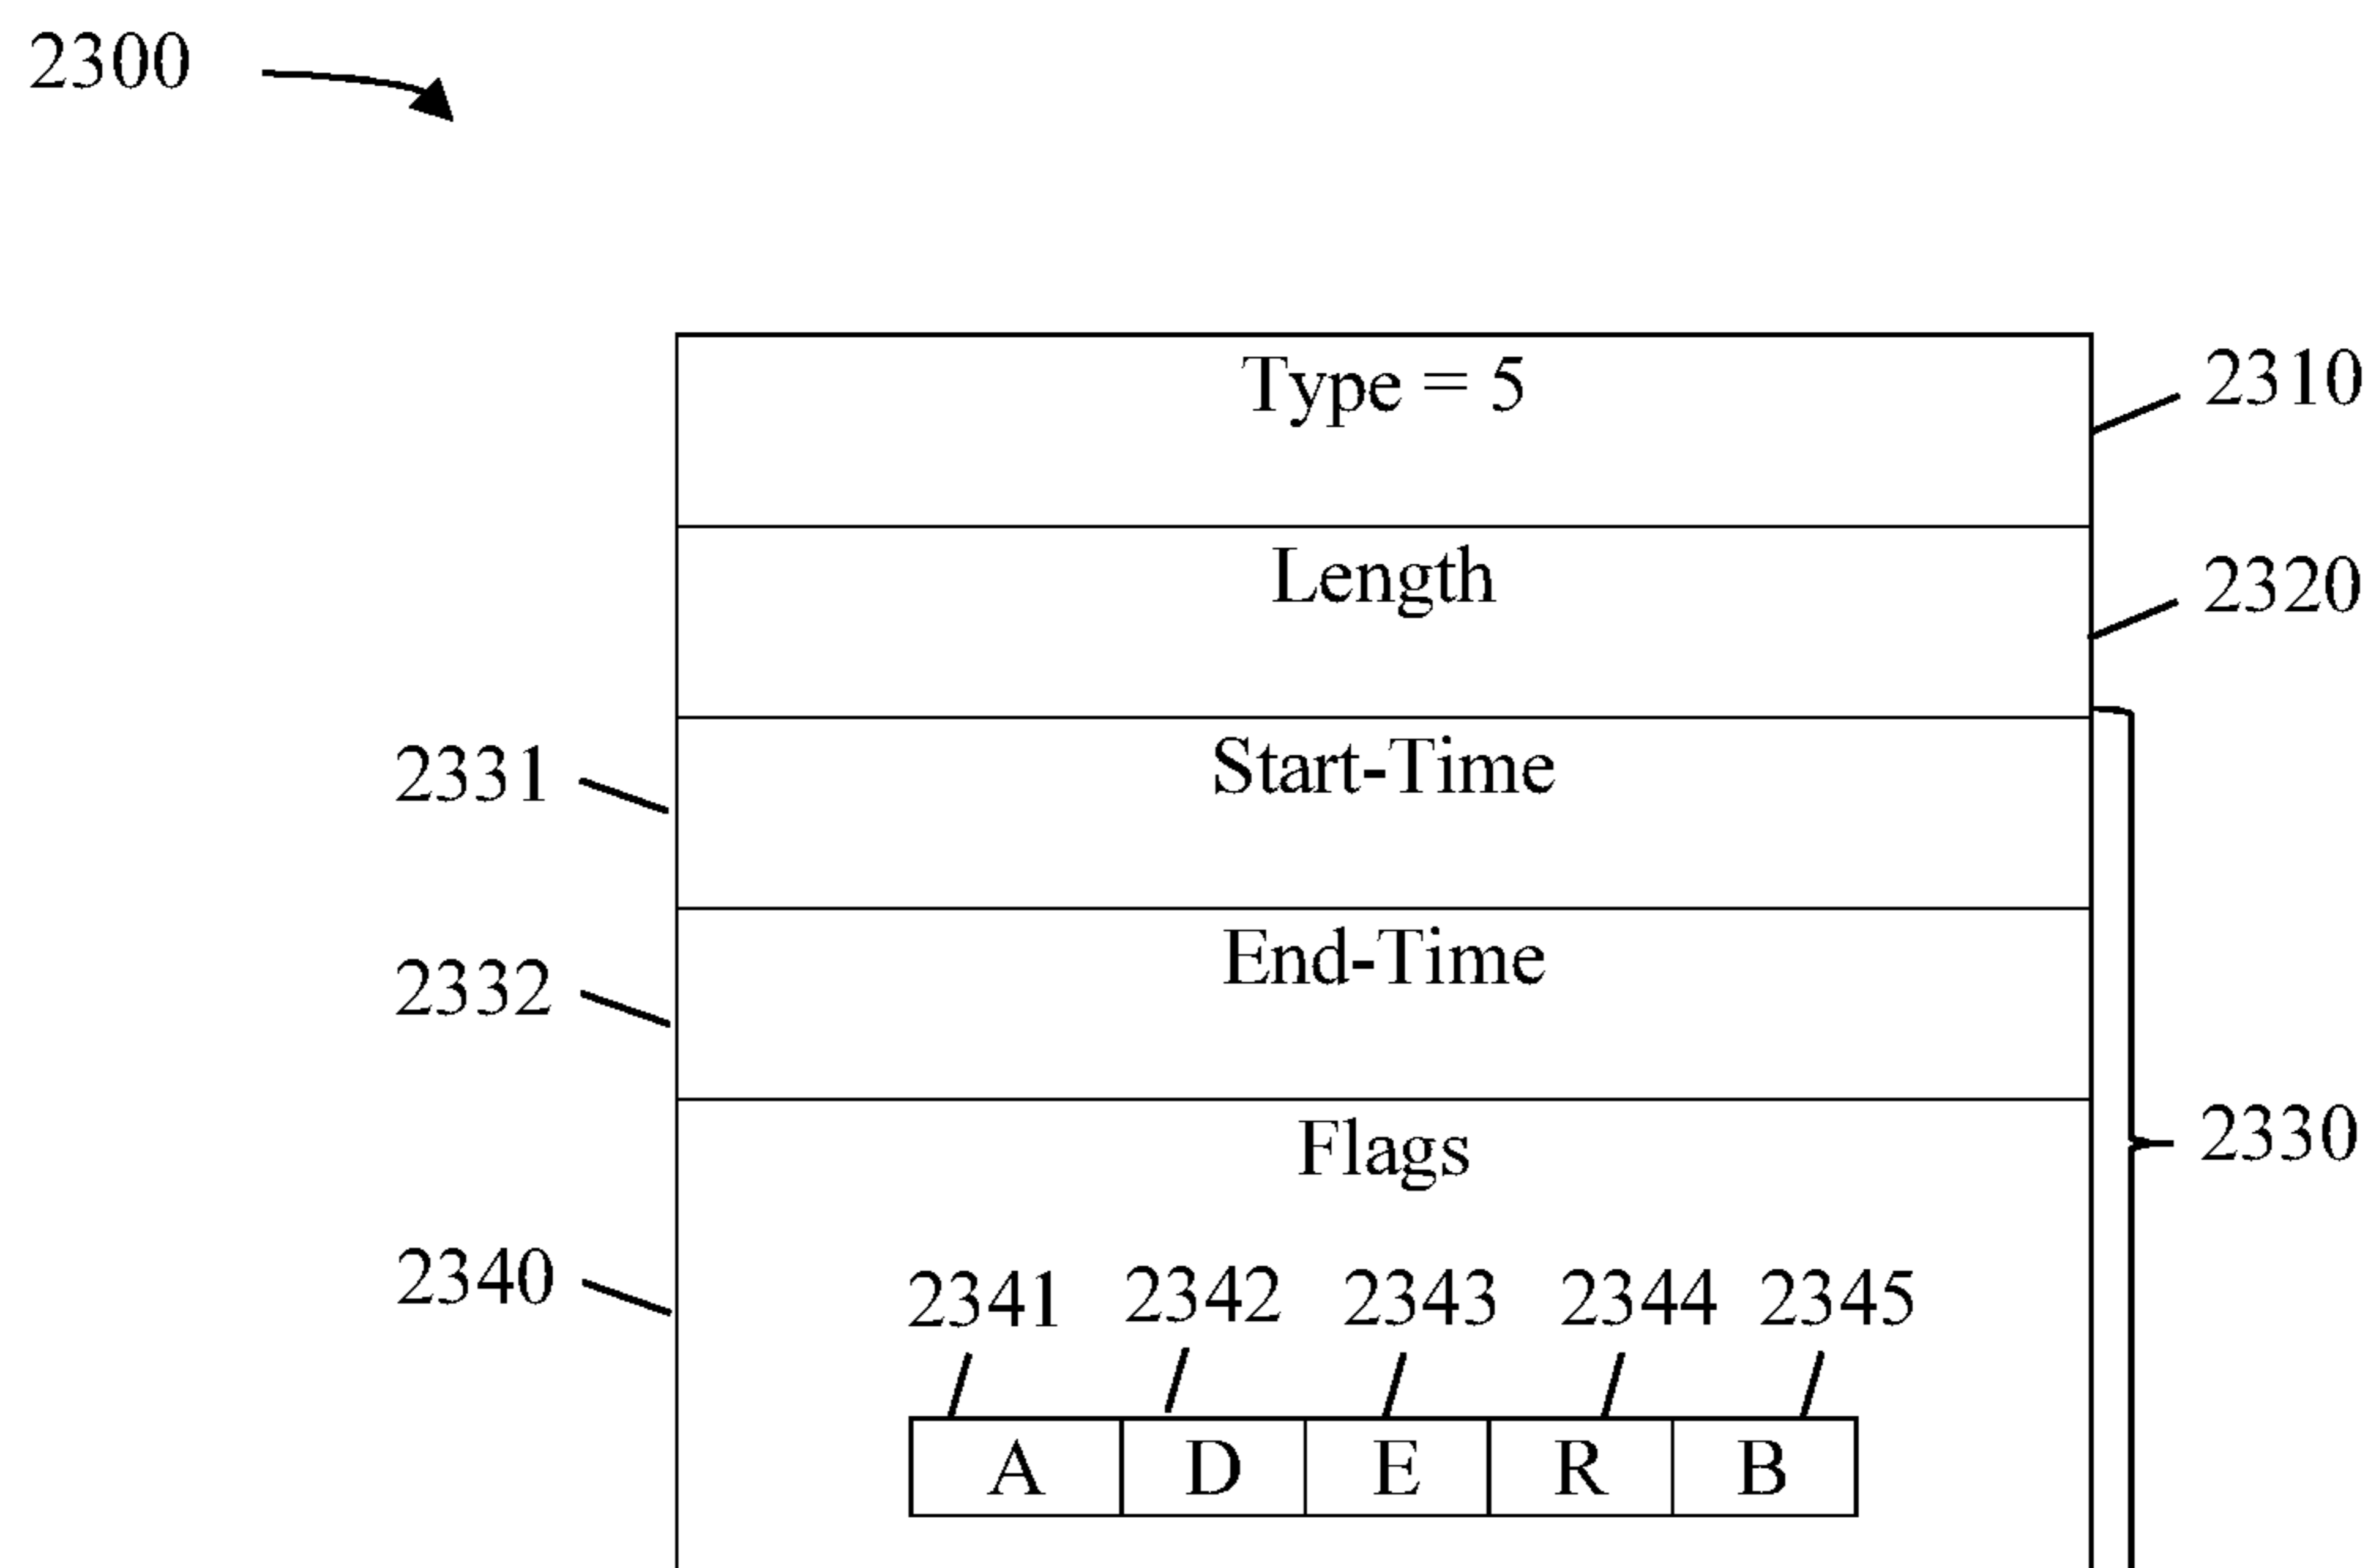 2300
Type = 5
2310
Length
2320
2331
Start-Time
2332
End-Time
Flags
2330
2340
2341 2342 2343 2344 2345
A D E R B